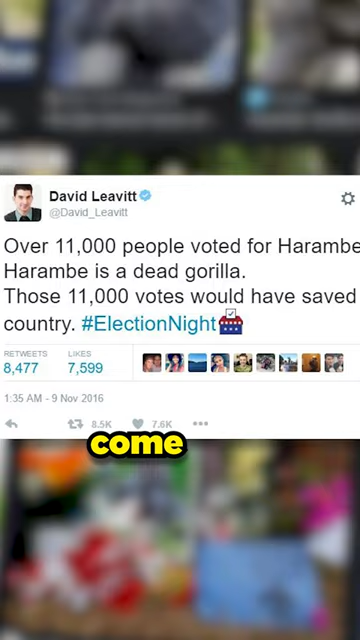 David Leavitt
@David_Leavitt
Over 11,000 people voted for Harambe
Harambe is a dead gorilla.
Those 11,000 votes would have saved
country. #ElectionNight
RETWEETS LIKES
8,477 7,599
1:35 AM - 9 Nov 2016
8.5K 7.6K
come